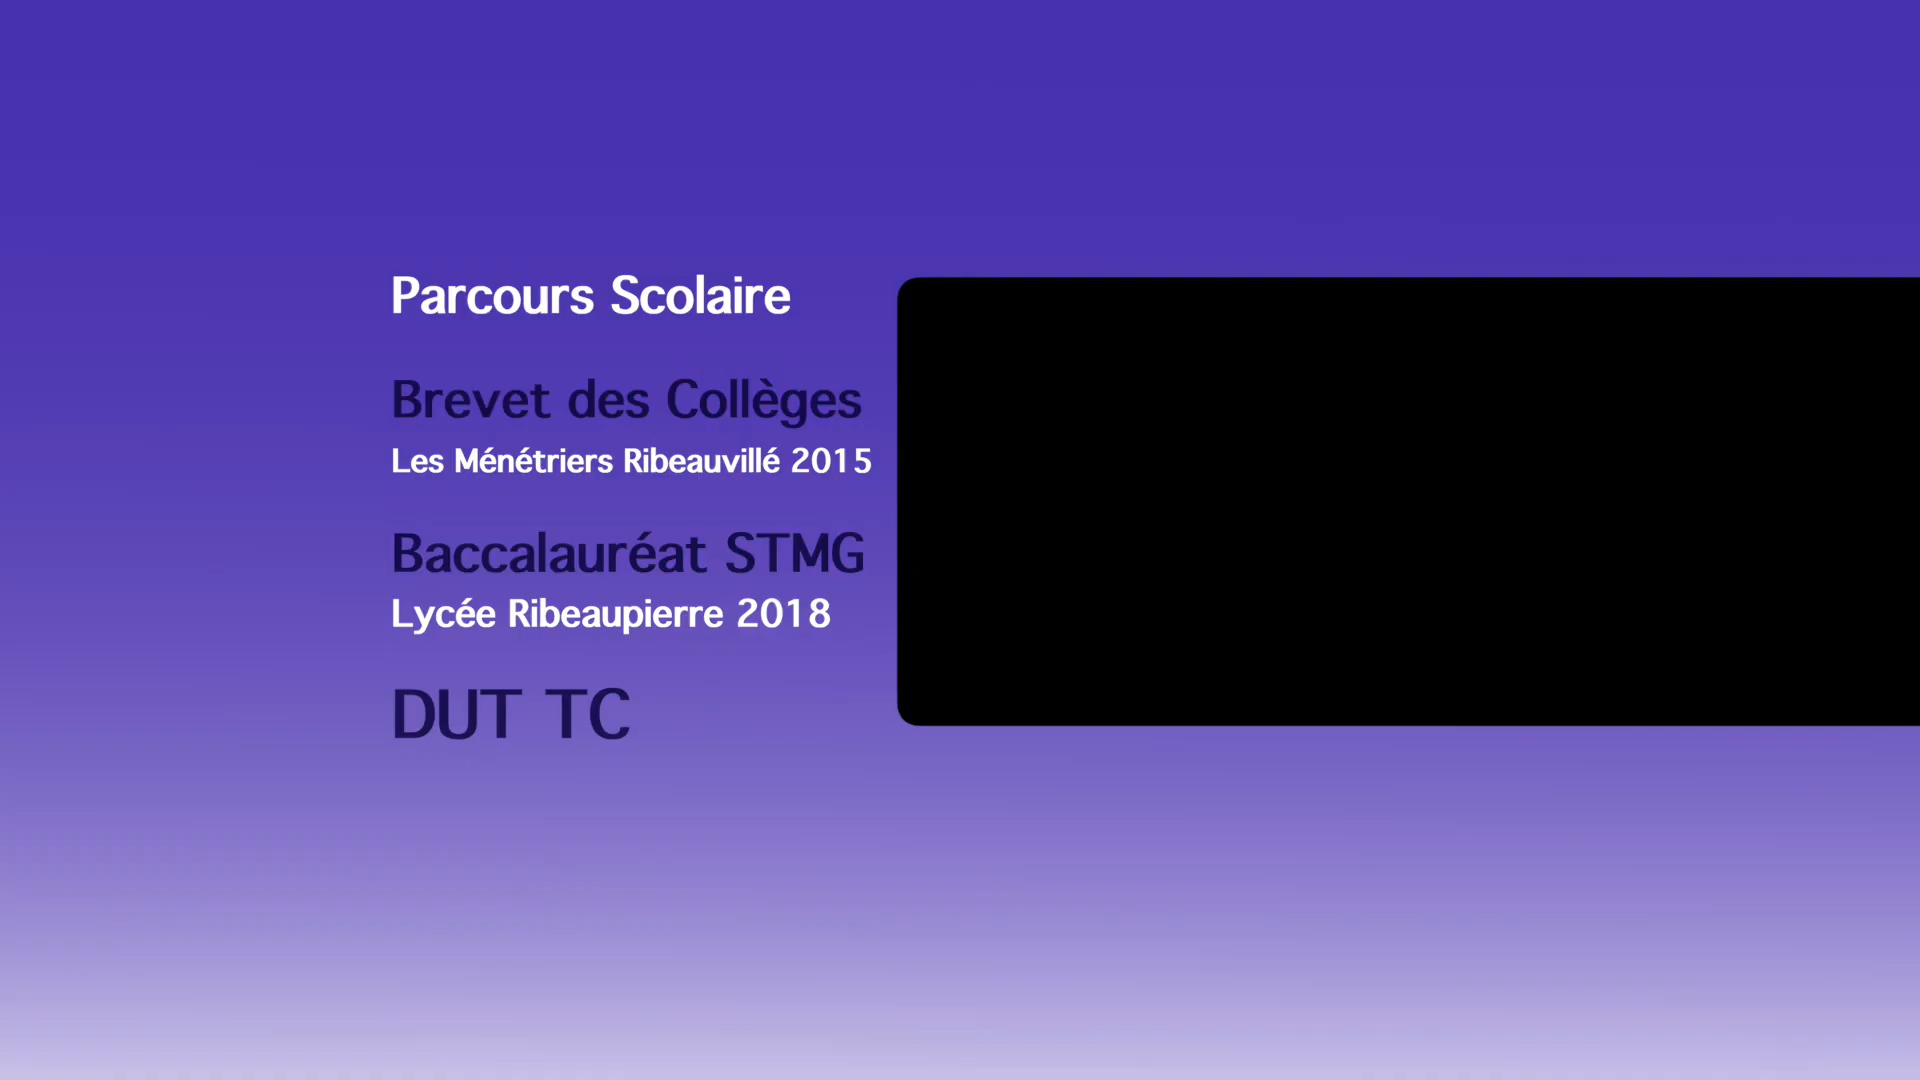 Parcours Scolaire
Brevet des Collèges
Les Ménétriers Ribeauvillé 2015
Baccalauréat STMG
Lycée Ribeaupierre 2018
DUT TC